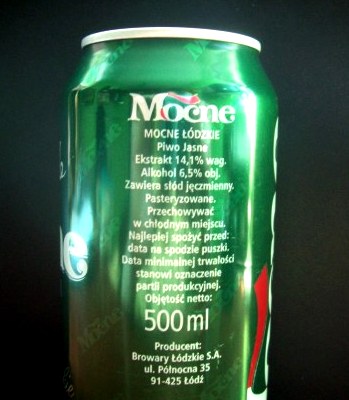 Mocne
MOCNE ŁÓDZKIE
Piwo Jasne
Ekstrakt 14,1% wag.
Alkohol 6,5% obj.
Zawiera słód jęczmienny.
Pasteryzowane.
Przechowywać
w chłodnym miejscu.
Najlepiej spożyć przed:
data na spodzie puszki.
Data minimalnej trwałości
stanowi oznaczenie
partii produkcyjnej.
Objętość netto:
500 ml
Producent:
Browary Łódzkie S.A.
ul. Północna 35
91-425 Łódź